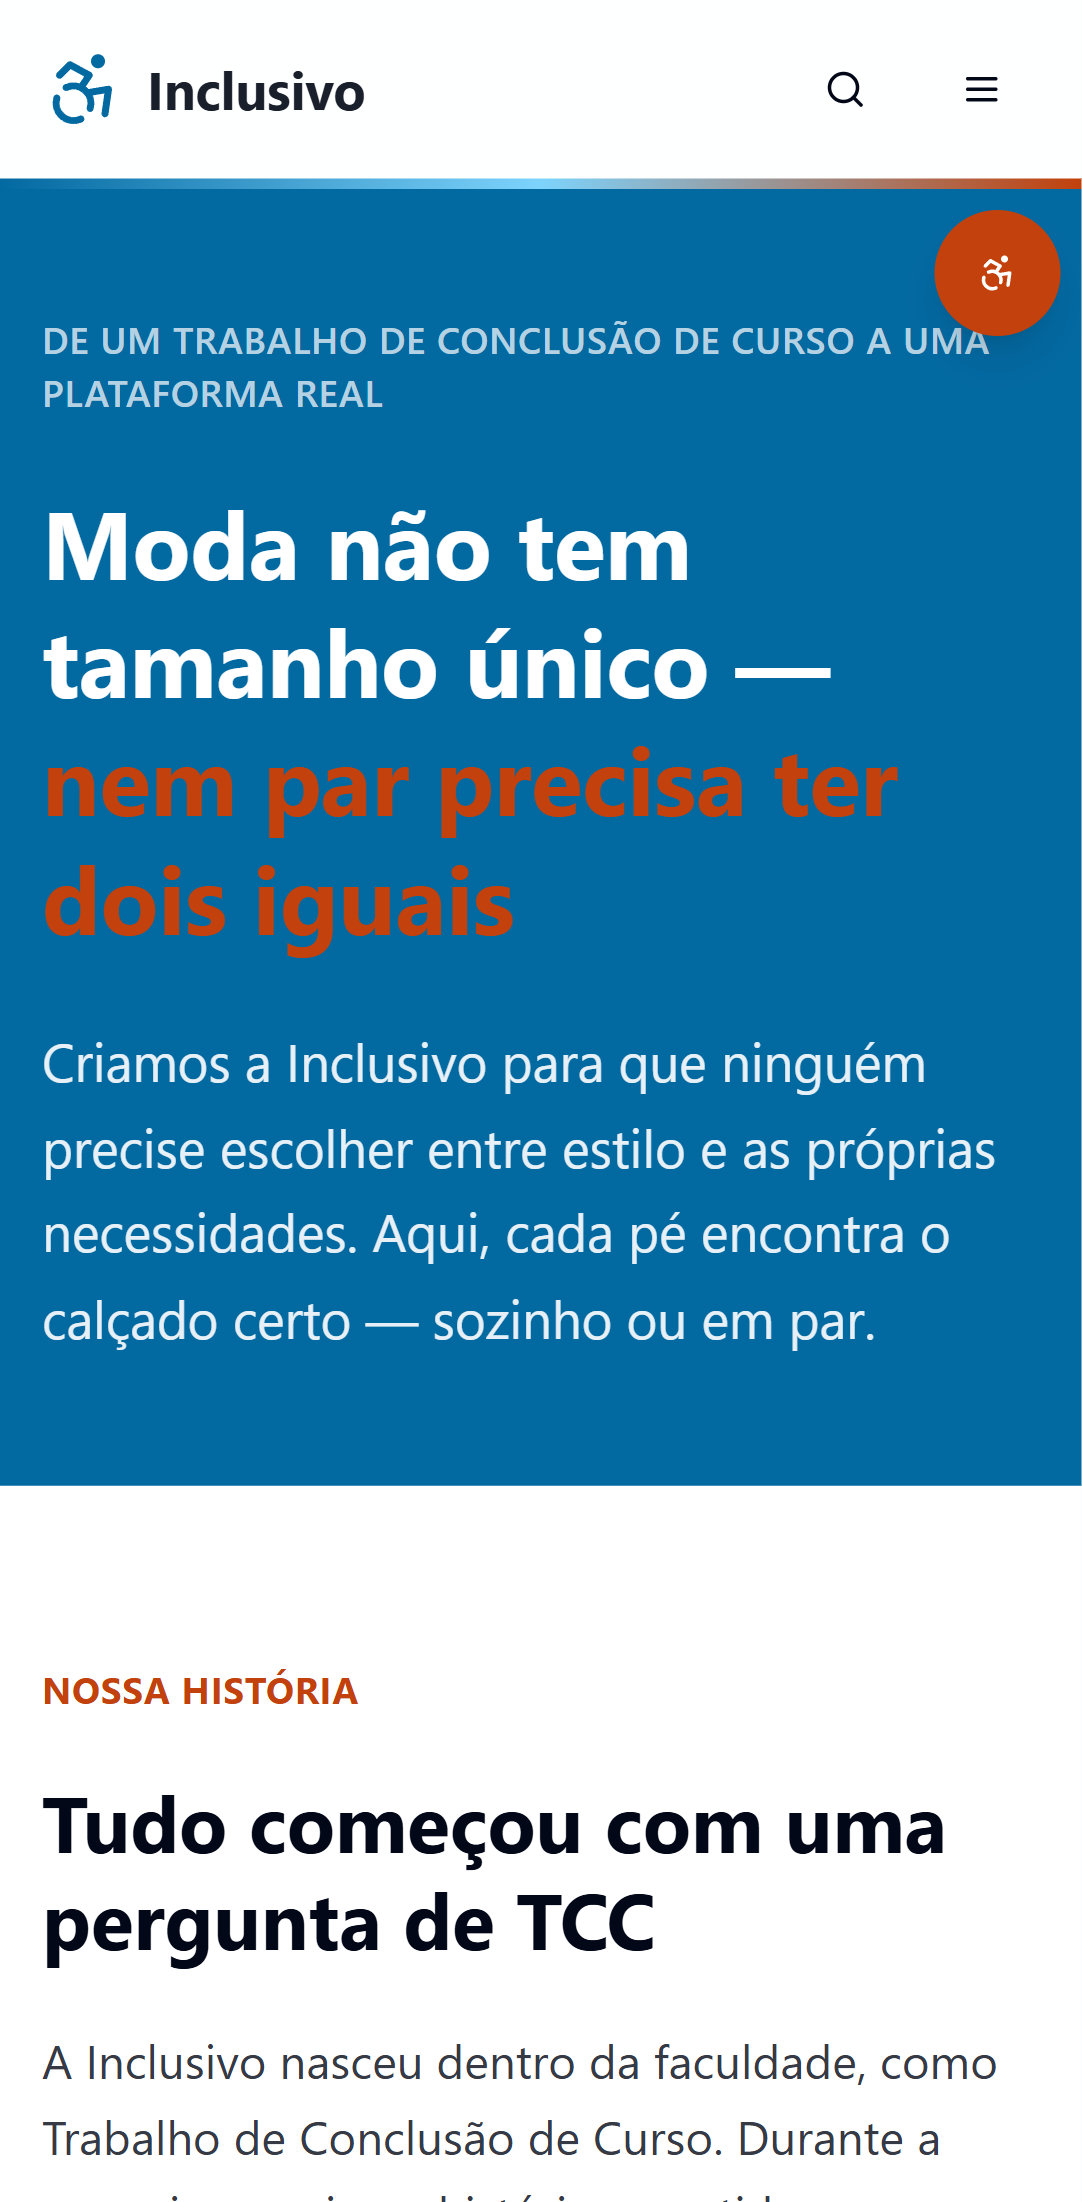 Inclusivo
DE UM TRABALHO DE CONCLUSÃO DE CURSO A UMA
PLATAFORMA REAL
Moda não tem
tamanho único —
nem par precisa ter
dois iguais
Criamos a Inclusivo para que ninguém
precise escolher entre estilo e as próprias
necessidades. Aqui, cada pé encontra o
calçado certo — sozinho ou em par.
NOSSA HISTÓRIA
Tudo começou com uma
pergunta de TCC
A Inclusivo nasceu dentro da faculdade, como
Trabalho de Conclusão de Curso. Durante a